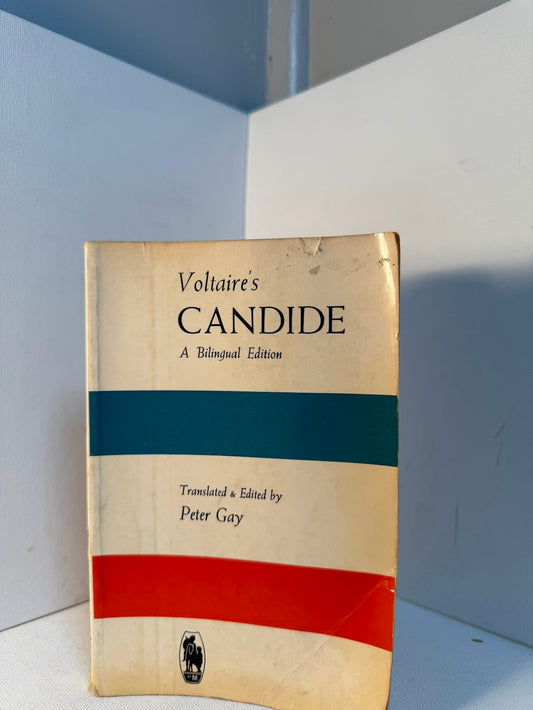 Voltaire's
CANDIDE
A Bilingual Edition
Translated & Edited by
Peter Gay
M